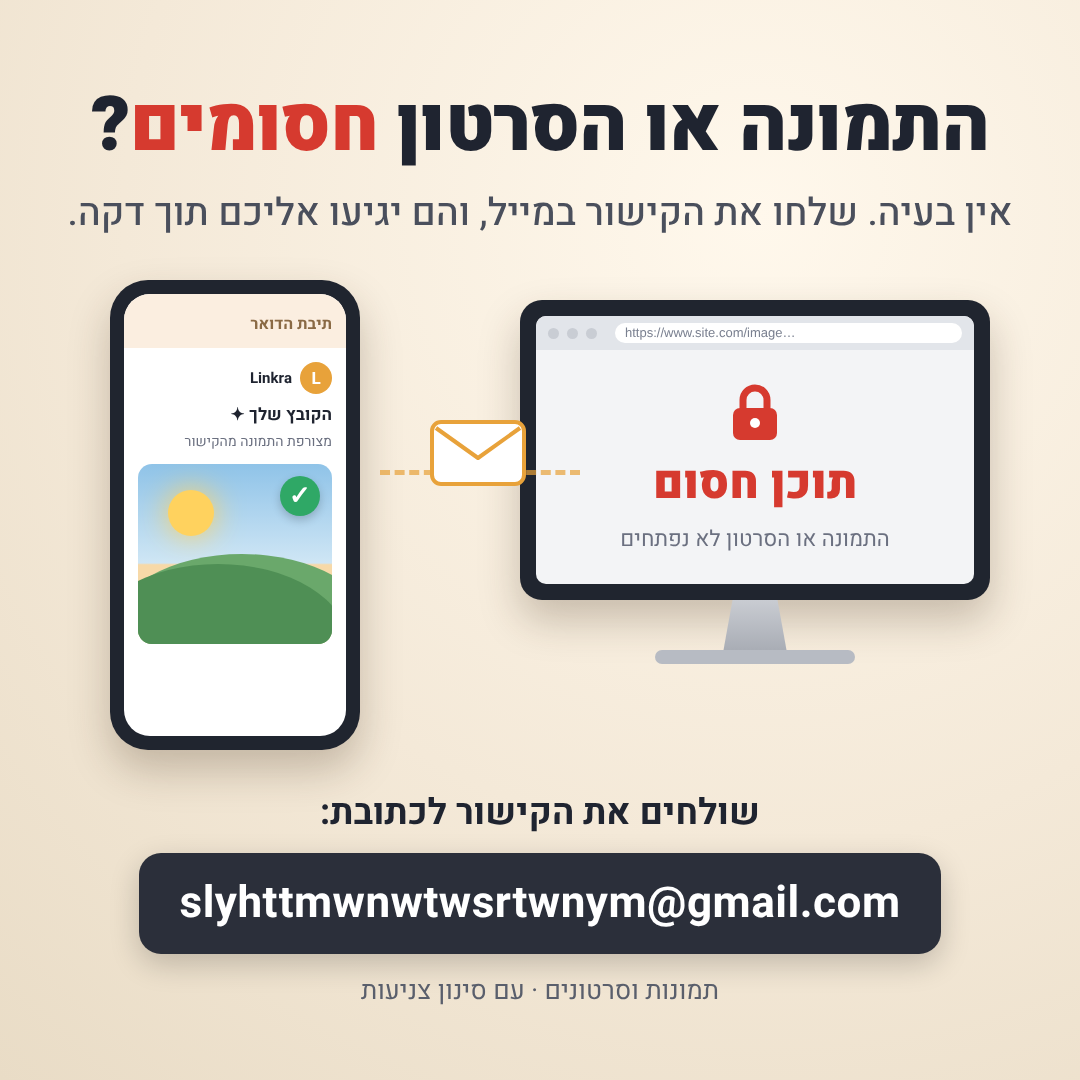 התמונה או הסרטון חסומים?
אין בעיה. שלחו את הקישור במייל, והם יגיעו אליכם תוך דקה.
https://www.site.com/image…
תוכן חסום
התמונה או הסרטון לא נפתחים
תיבת הדואר
L Linkra
הקובץ שלך ✦
מצורפת התמונה מהקישור
✓
שולחים את הקישור לכתובת:
slyhttmwnwtwsrtwnym@gmail.com
תמונות וסרטונים · עם סינון צניעות